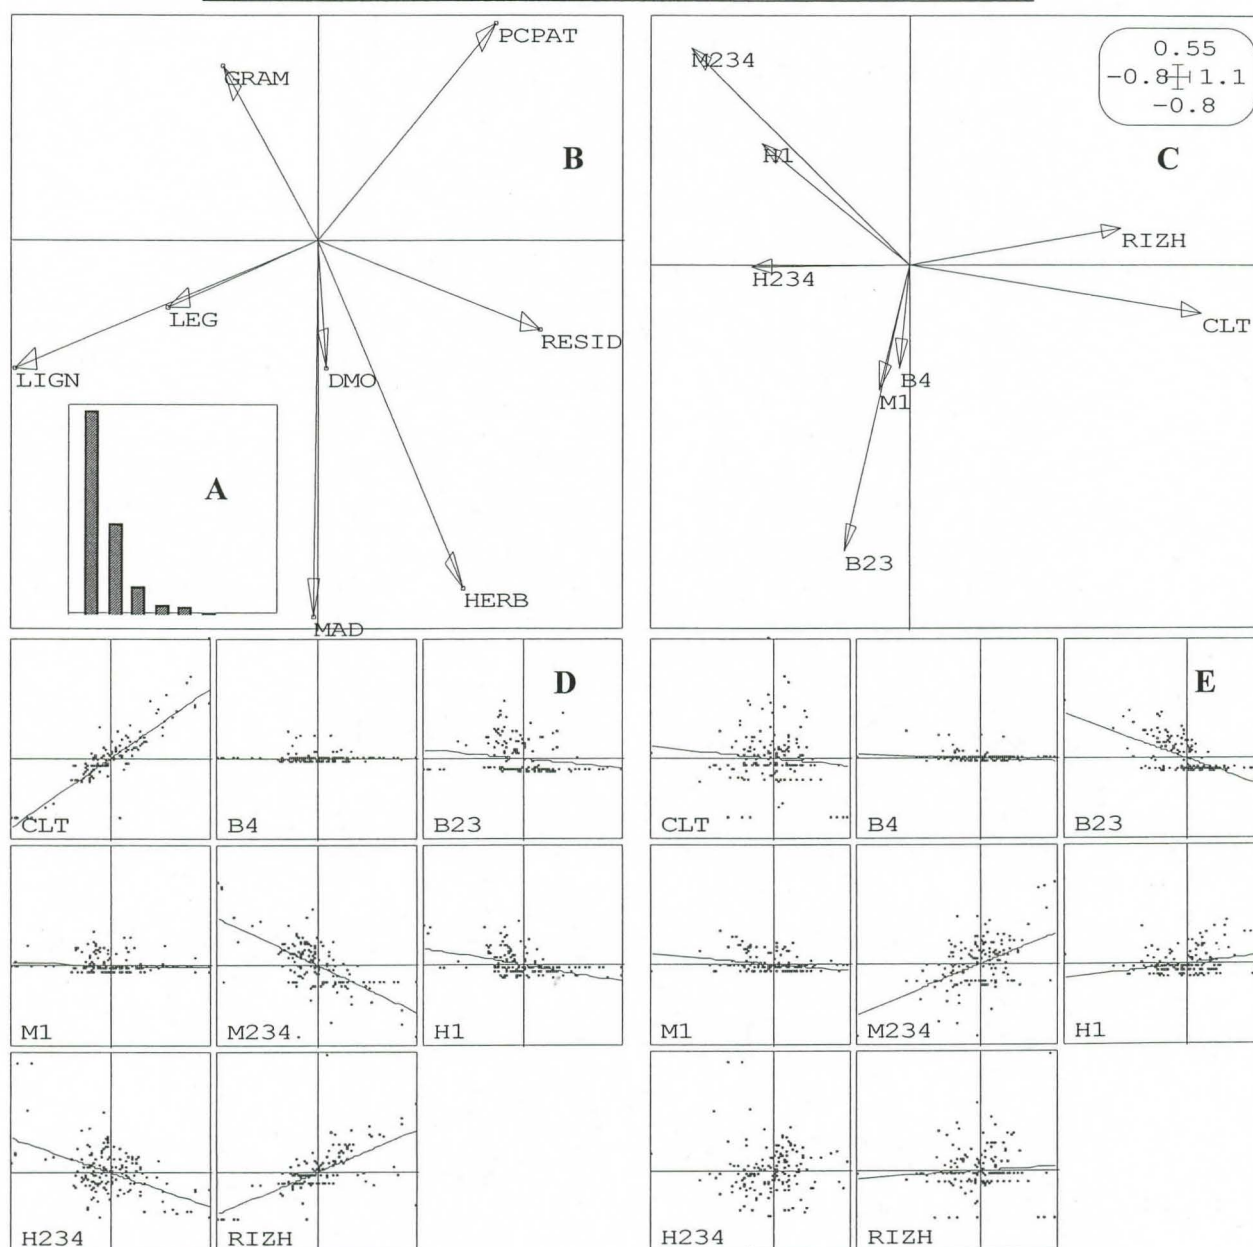 PCPAT
GRAM
B
LEG
RESID
LIGN
DMO
A
HERB
MAD
M234
0.55
-0.8 1.1
-0.8
H1
C
RIZH
H234
CLT
B4
M1
B23
D
CLT
B4
B23
M1
M234.
H1
H234
RIZH
E
CLT
B4
B23
M1
M234
H1
H234
RIZH